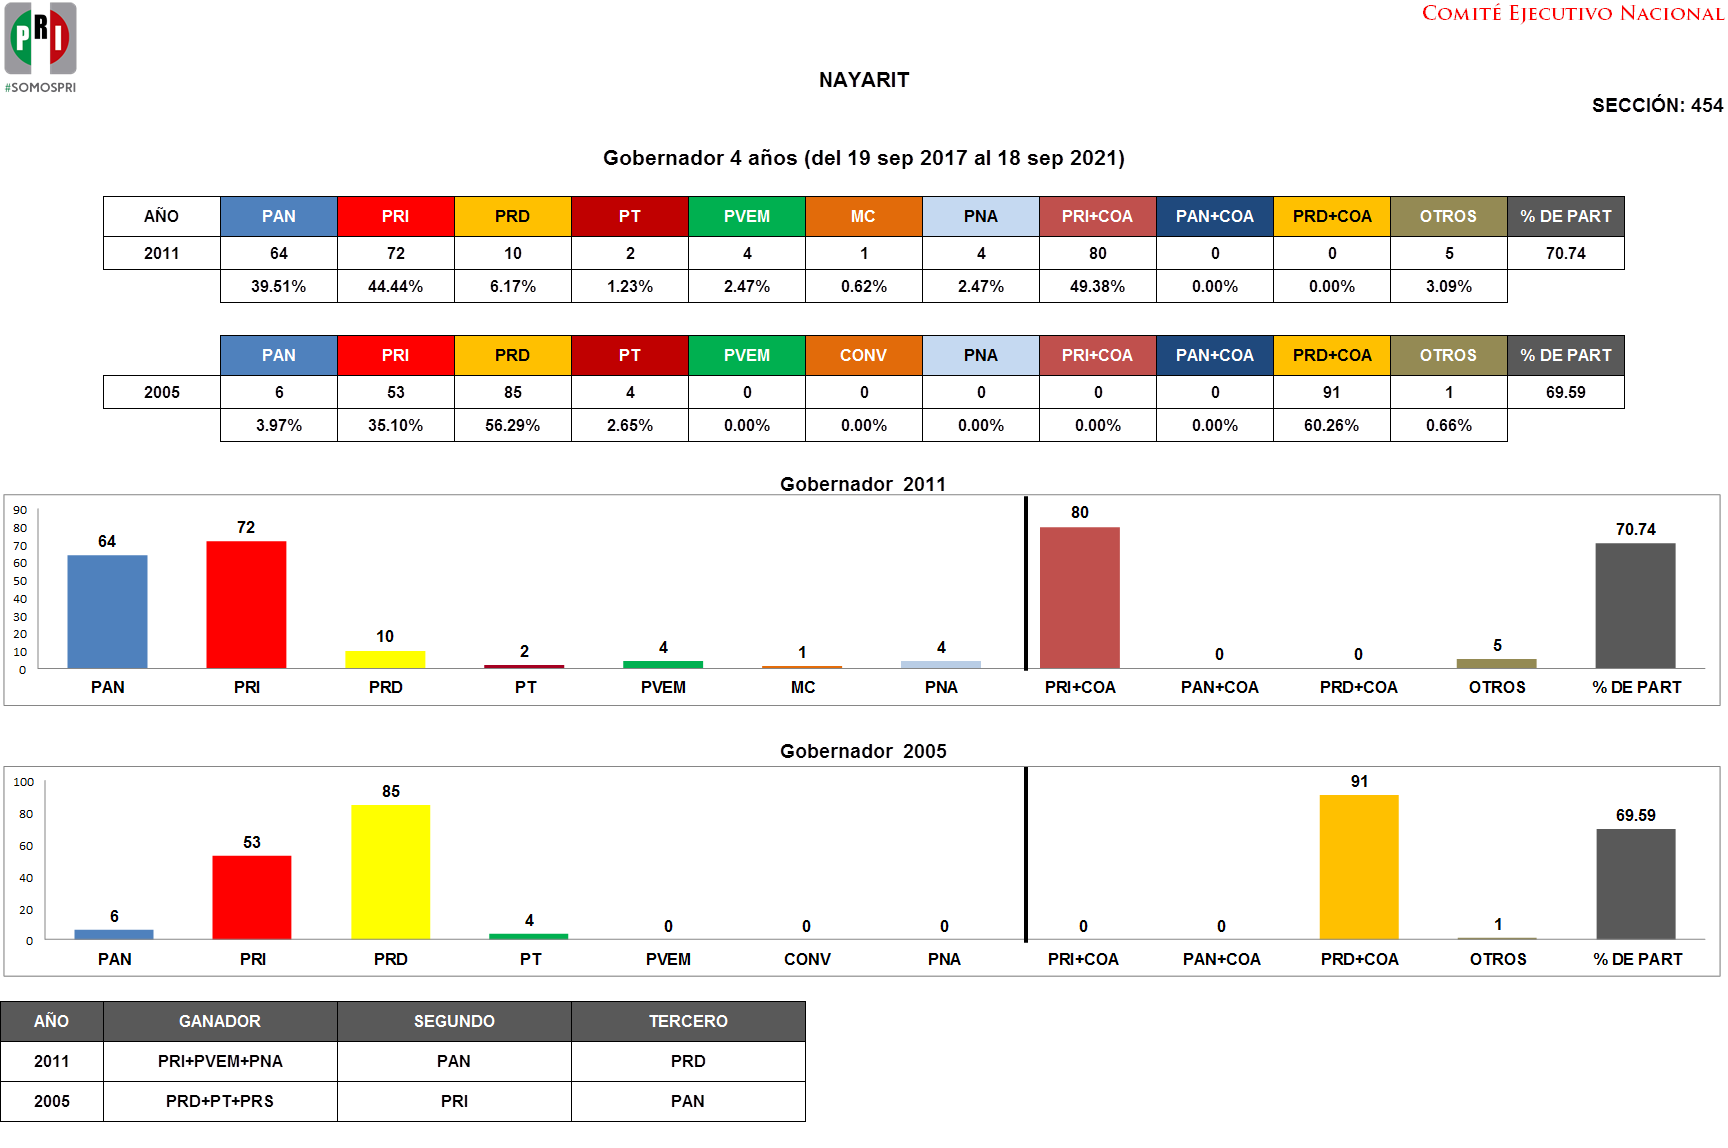 PRI
#SOMOSPRI
COMITÉ EJECUTIVO NACIONAL
NAYARIT
SECCIÓN: 454
Gobernador 4 años (del 19 sep 2017 al 18 sep 2021)
AÑO PAN PRI PRD PT PVEM MC PNA PRI+COA PAN+COA PRD+COA OTROS % DE PART
2011 64 72 10 2 4 1 4 80 0 0 5 70.74
39.51% 44.44% 6.17% 1.23% 2.47% 0.62% 2.47% 49.38% 0.00% 0.00% 3.09%
PAN PRI PRD PT PVEM CONV PNA PRI+COA PAN+COA PRD+COA OTROS % DE PART
2005 6 53 85 4 0 0 0 0 0 91 1 69.59
3.97% 35.10% 56.29% 2.65% 0.00% 0.00% 0.00% 0.00% 0.00% 60.26% 0.66%
Gobernador 2011
90
80
70
60
50
40
30
20
10
0
64 72 10 2 4 1 4 80 0 0 5 70.74
PAN PRI PRD PT PVEM MC PNA PRI+COA PAN+COA PRD+COA OTROS % DE PART
Gobernador 2005
100
80
60
40
20
0
6 53 85 4 0 0 0 0 0 91 1 69.59
PAN PRI PRD PT PVEM CONV PNA PRI+COA PAN+COA PRD+COA OTROS % DE PART
AÑO GANADOR SEGUNDO TERCERO
2011 PRI+PVEM+PNA PAN PRD
2005 PRD+PT+PRS PRI PAN